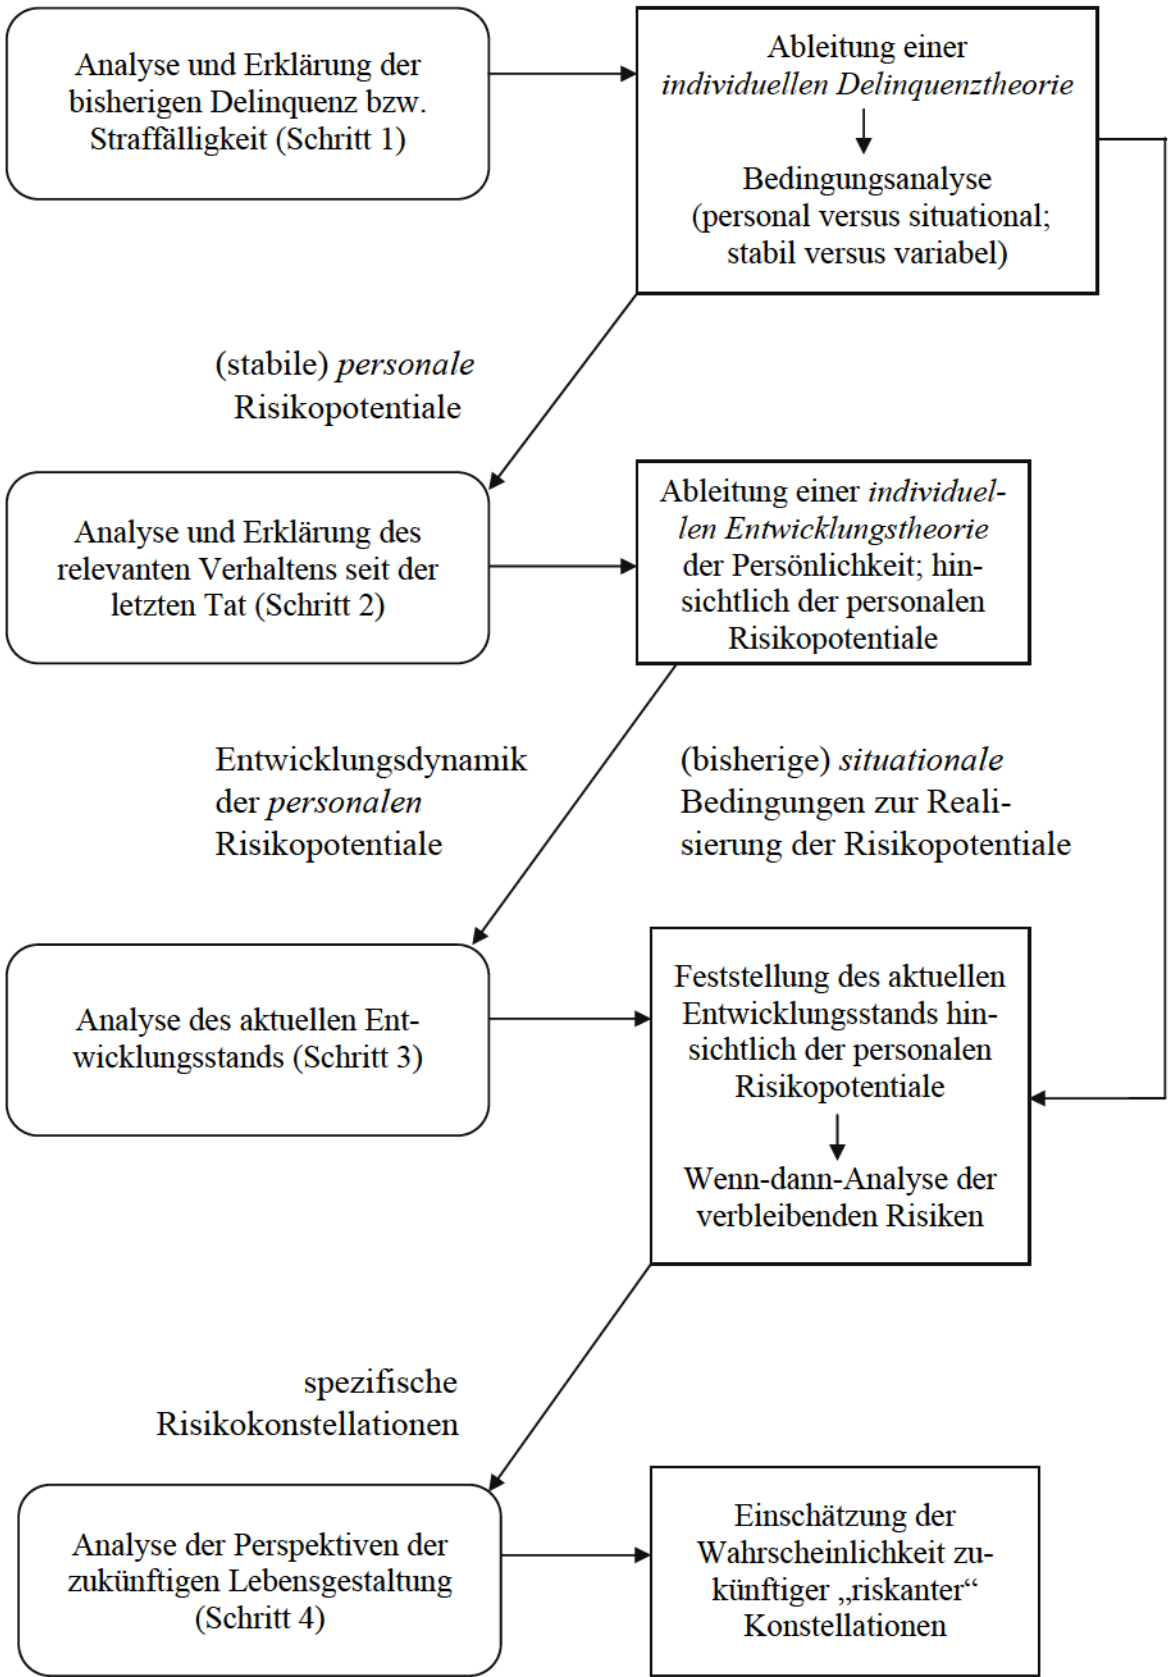 Analyse und Erklärung der
bisherigen Delinquenz bzw.
Straffälligkeit (Schritt 1)
Ableitung einer
individuellen Delinquenztheorie
Bedingungsanalyse
(personal versus situational;
stabil versus variabel)
(stabile) personale
Risikopotentiale
Analyse und Erklärung des
relevanten Verhaltens seit der
letzten Tat (Schritt 2)
Ableitung einer individuel-
len Entwicklungstheorie
der Persönlichkeit; hin-
sichtlich der personalen
Risikopotentiale
Entwicklungsdynamik
der personalen
Risikopotentiale
(bisherige) situationale
Bedingungen zur Reali-
sierung der Risikopotentiale
Analyse des aktuellen Ent-
wicklungsstands (Schritt 3)
Feststellung des aktuellen
Entwicklungsstands hin-
sichtlich der personalen
Risikopotentiale
Wenn-dann-Analyse der
verbleibenden Risiken
spezifische
Risikokonstellationen
Analyse der Perspektiven der
zukünftigen Lebensgestaltung
(Schritt 4)
Einschätzung der
Wahrscheinlichkeit zu-
künftiger „riskanter“
Konstellationen